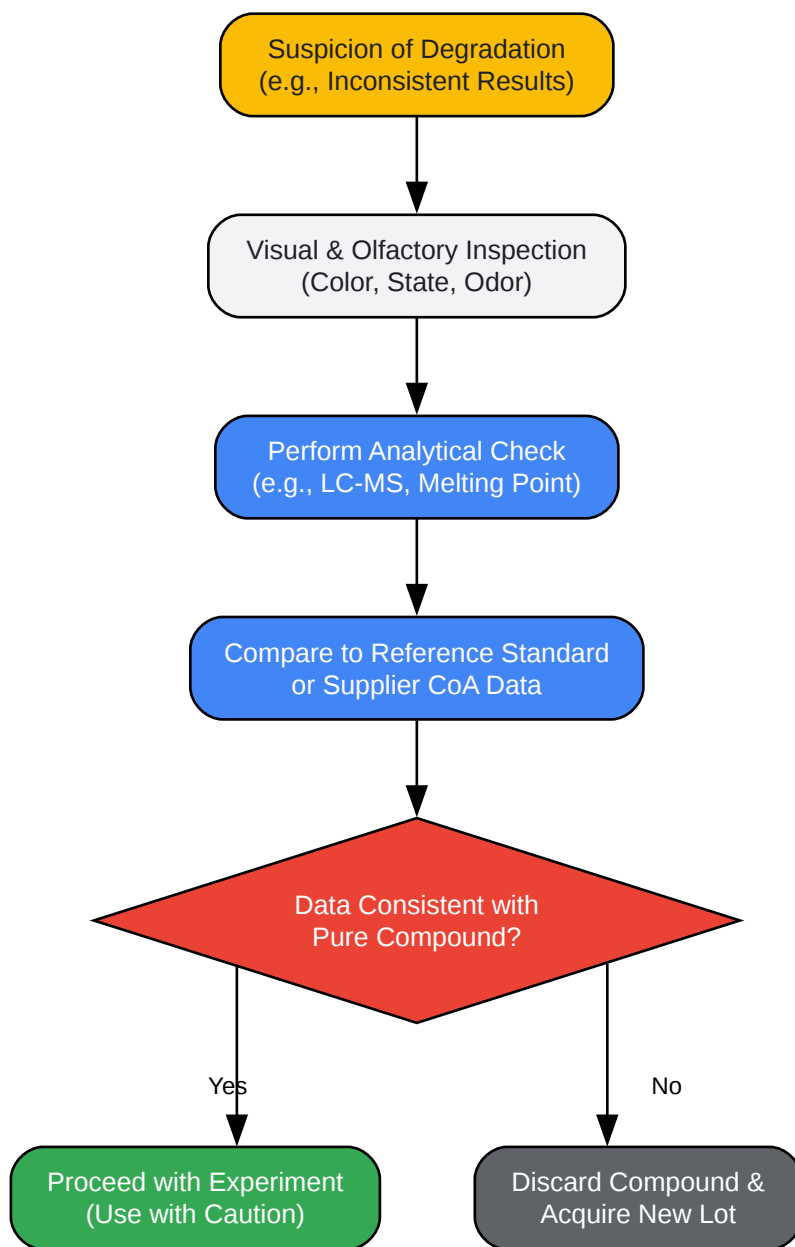 Suspicion of Degradation
(e.g., Inconsistent Results)
Visual & Olfactory Inspection
(Color, State, Odor)
Perform Analytical Check
(e.g., LC-MS, Melting Point)
Compare to Reference Standard
or Supplier CoA Data
Data Consistent with
Pure Compound?
Yes
No
Proceed with Experiment
(Use with Caution)
Discard Compound &
Acquire New Lot